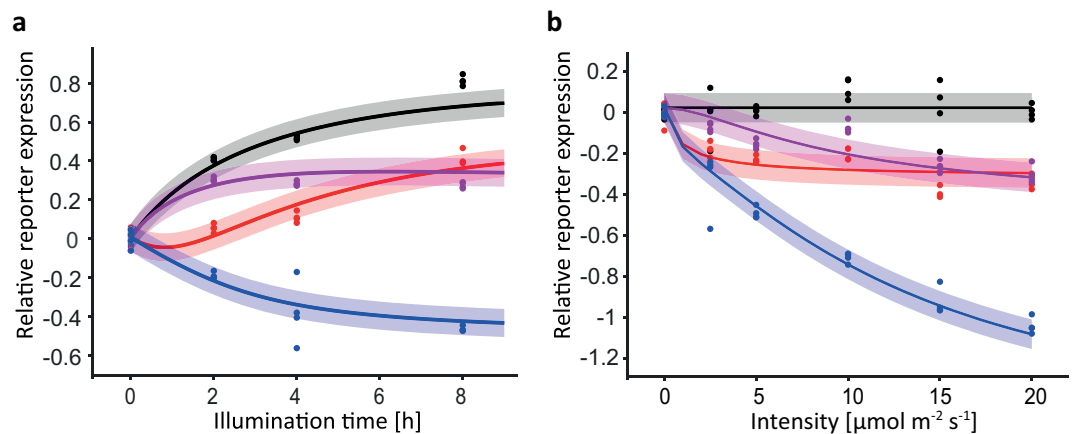 a
Relative reporter expression
0.8
0.6
0.4
0.2
0
-0.2
-0.4
-0.6
0 2 4 6 8
Illumination time [h]
b
Relative reporter expression
0.2
0
-0.2
-0.4
-0.6
-0.8
-1
-1.2
0 5 10 15 20
Intensity [µmol m⁻² s⁻¹]